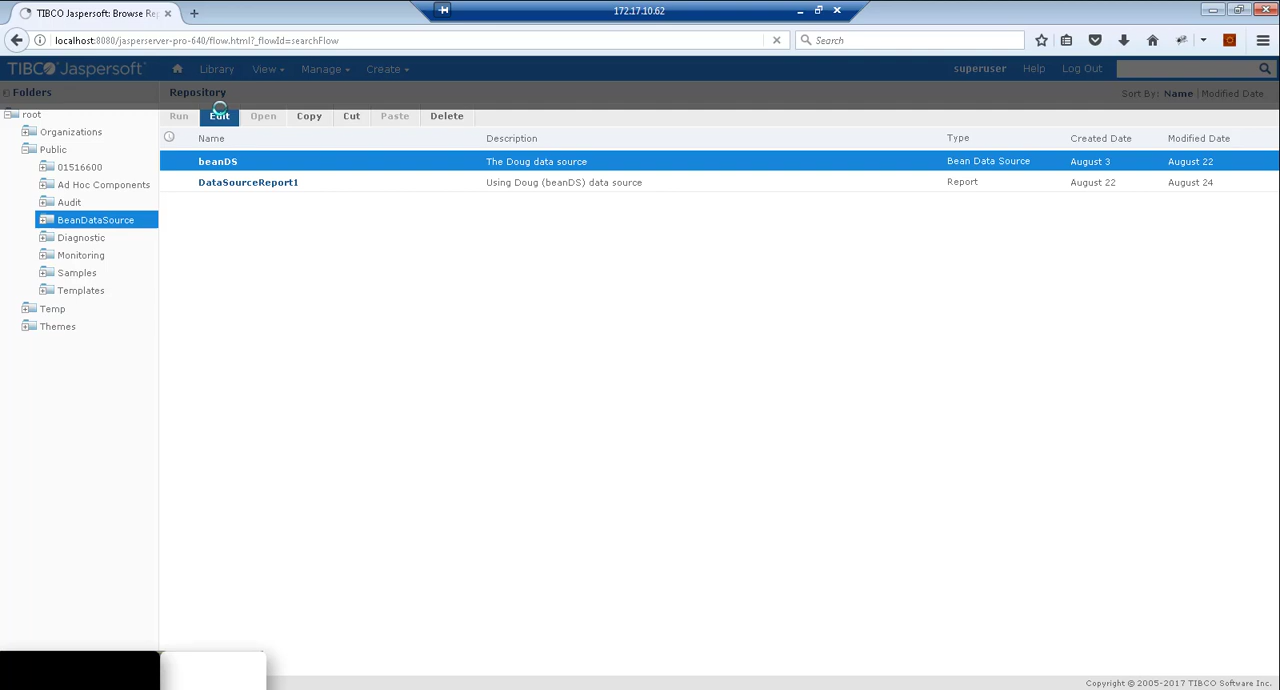 172.17.10.62
TIBCO Jaspersoft: Browse Re
localhost:8080/jasperserver-pro-640/flow.html?_flowId=searchFlow
Search
TIBCO Jaspersoft
Library
View
Manage
Create
superuser
Help
Log Out
Folders
Repository
Sort By: Name Modified Date
root
Organizations
Public
01516600
Ad Hoc Components
Audit
BeanDataSource
Diagnostic
Monitoring
Samples
Templates
Temp
Themes
Run
Edit
Open
Copy
Cut
Paste
Delete
Name Description Type Created Date Modified Date
beanDS The Doug data source Bean Data Source August 3 August 22
DataSourceReport1 Using Doug (beanDS) data source Report August 22 August 24
Copyright © 2005-2017 TIBCO Software Inc.